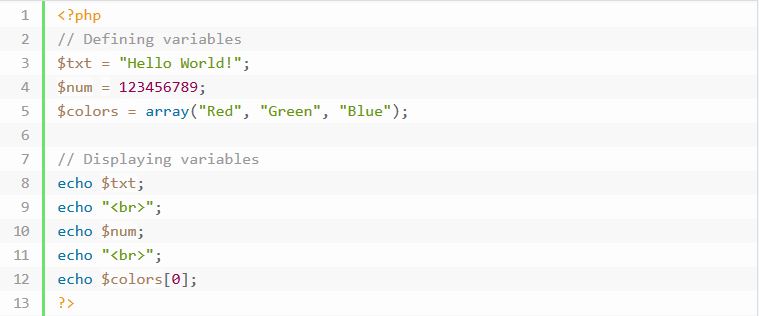 1 <?php
2 // Defining variables
3 $txt = "Hello World!";
4 $num = 123456789;
5 $colors = array("Red", "Green", "Blue");
6
7 // Displaying variables
8 echo $txt;
9 echo "<br>";
10 echo $num;
11 echo "<br>";
12 echo $colors[0];
13 ?>